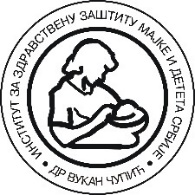 ИНСТИТУТ ЗА ЗДРАВСТВЕНУ ЗАШТИТУ МАЈКЕ И ДЕТЕТА СРБИЈЕ
ДР ВУКАН ЧУПИЋ